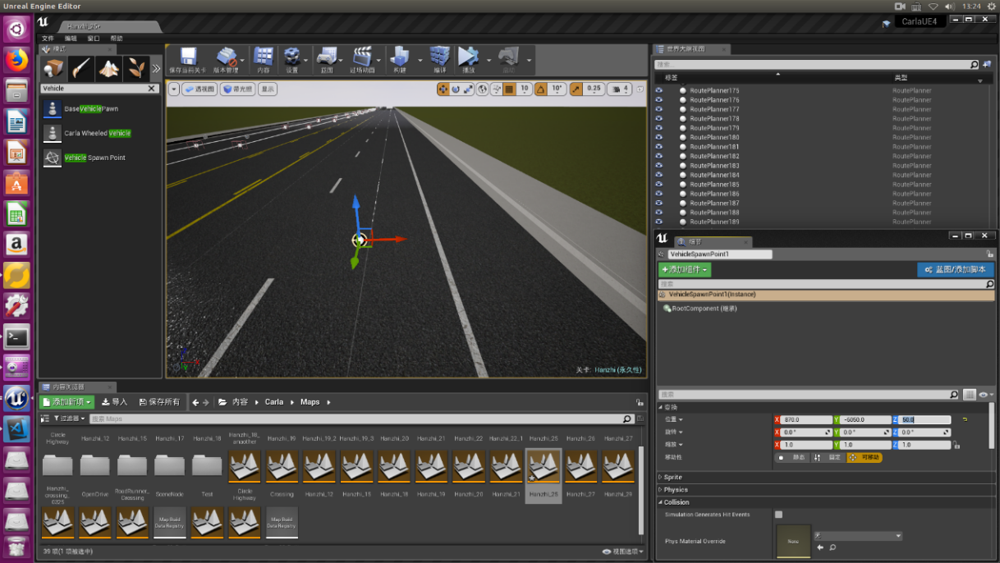 Unreal Engine Editor
13:24
Hanzhi_25•
CarlaUE4
文件 编辑 窗口 帮助
模式
保存当前关卡 版本管理 内容 设置 蓝图 过场动画 构建 编译 播放 启动
世界大纲视图
Vehicle
透视图 带光照 显示
10 10° 0.25 4
搜索...
标签 类型
BaseVehiclePawn
Carla Wheeled Vehicle
Vehicle Spawn Point
RoutePlanner175 RoutePlanner
RoutePlanner176 RoutePlanner
RoutePlanner177 RoutePlanner
RoutePlanner178 RoutePlanner
RoutePlanner179 RoutePlanner
RoutePlanner180 RoutePlanner
RoutePlanner181 RoutePlanner
RoutePlanner182 RoutePlanner
RoutePlanner183 RoutePlanner
RoutePlanner184 RoutePlanner
RoutePlanner185 RoutePlanner
RoutePlanner186 RoutePlanner
RoutePlanner187 RoutePlanner
RoutePlanner188 RoutePlanner
RoutePlanner189 RoutePlanner
关卡: Hanzhi (永久性)
细节
VehicleSpawnPoint1
+添加组件 蓝图/添加脚本
搜索
VehicleSpawnPoint1(Instance)
RootComponent (继承)
搜索
变换
位置 X 870.0 Y -5050.0 Z 50.0
旋转 X 0.0° Y 0.0° Z 0.0°
缩放 X 1.0 Y 1.0 Z 1.0
移动性 静态 固定 可移动
Sprite
Physics
Collision
Simulation Generates Hit Events
Phys Material Override None 无
内容浏览器
添加新项 导入 保存所有 内容 Carla Maps
过滤器 搜索 Maps
Circle Highway Hanzhi_12 Hanzhi_15 Hanzhi_17 Hanzhi_18 Hanzhi_18_anaother Hanzhi_19 Hanzhi_19_2 Hanzhi_19_3 Hanzhi_20 Hanzhi_21 Hanzhi_22_1 Hanzhi_25 Hanzhi_26 Hanzhi_27
Hanzhi_crossing_0325 OpenDrive RoadRunner_Crossing SceneNode Test Circle Highway Crossing Hanzhi_12 Hanzhi_15 Hanzhi_18 Hanzhi_19 Hanzhi_20 Hanzhi_21 Hanzhi_25 Hanzhi_27 Hanzhi_29
Map Build Data Registry Map Build Data Registry
39 项(1 项被选中) 视图选项